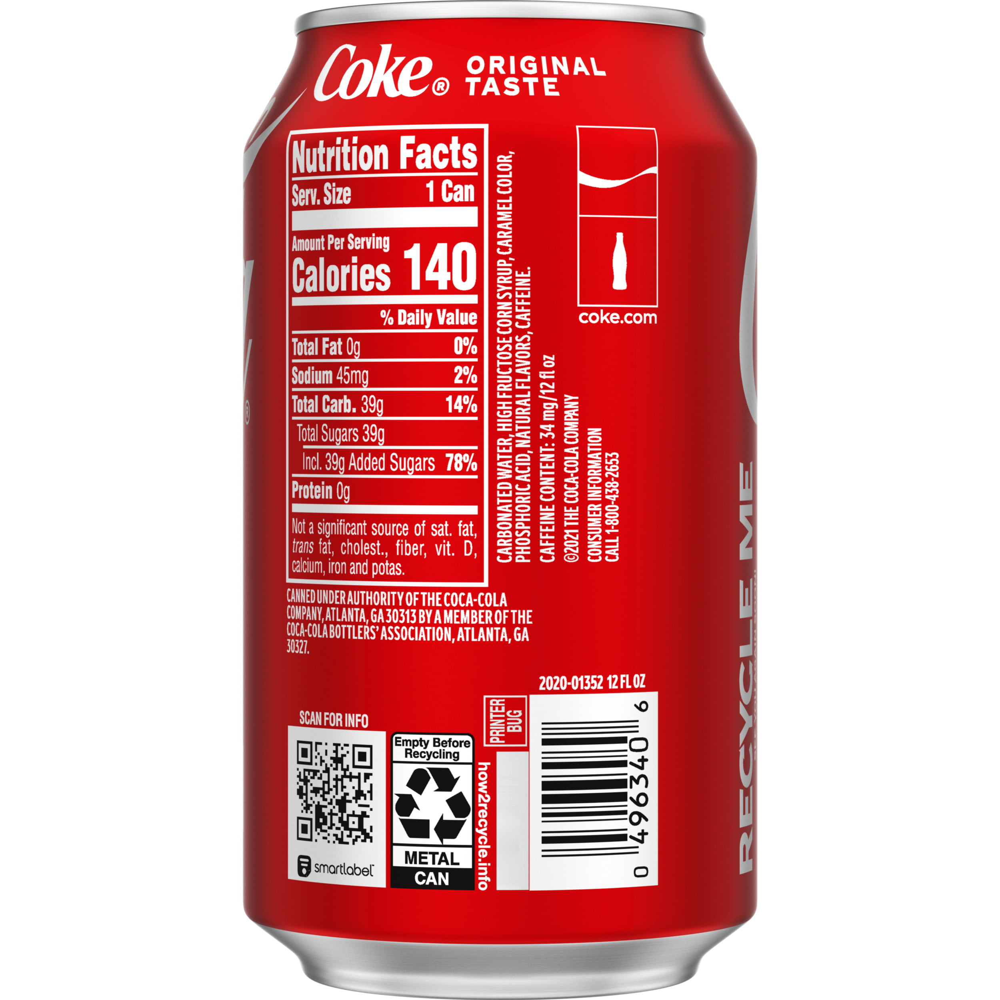 Coke® ORIGINAL
TASTE
Nutrition Facts
Serv. Size 1 Can
Amount Per Serving
Calories 140
% Daily Value
Total Fat 0g 0%
Sodium 45mg 2%
Total Carb. 39g 14%
Total Sugars 39g
Incl. 39g Added Sugars 78%
Protein 0g
Not a significant source of sat. fat,
trans fat, cholest., fiber, vit. D,
calcium, iron and potas.
CARBONATED WATER, HIGH FRUCTOSE CORN SYRUP, CARAMEL COLOR,
PHOSPHORIC ACID, NATURAL FLAVORS, CAFFEINE.
CAFFEINE CONTENT: 34 mg/12 fl oz
©2021 THE COCA-COLA COMPANY
CONSUMER INFORMATION
CALL 1-800-438-2653
coke.com
CANNED UNDER AUTHORITY OF THE COCA-COLA
COMPANY, ATLANTA, GA 30313 BY A MEMBER OF THE
COCA-COLA BOTTLERS' ASSOCIATION, ATLANTA, GA
30327.
2020-01352 12 FL OZ
SCAN FOR INFO
smartlabel™
Empty Before
Recycling
METAL
CAN
how2recycle.info
PRINTER
BUG
0 496340 6
RECYCLE ME
®